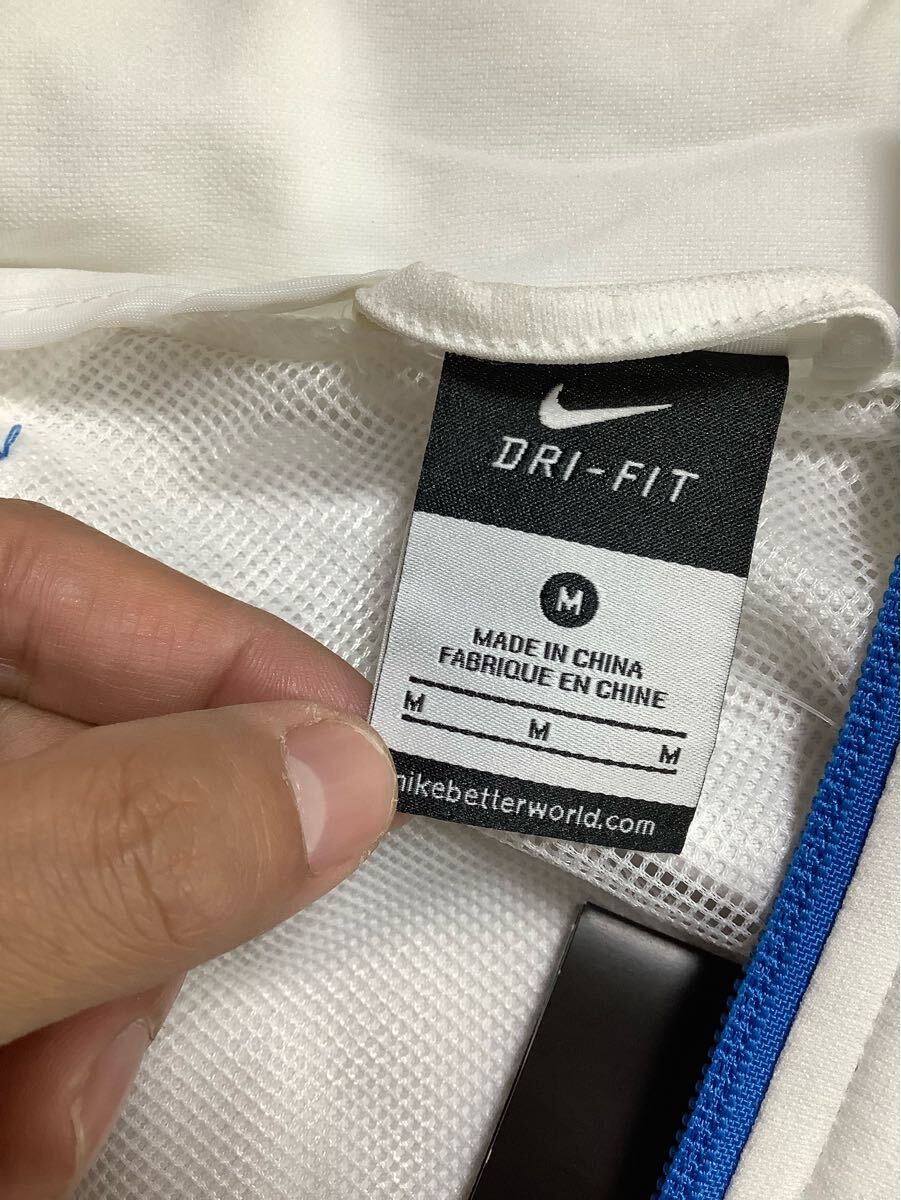 DRI-FIT
M
MADE IN CHINA
FABRIQUE EN CHINE
M M M
nikebetterworld.com